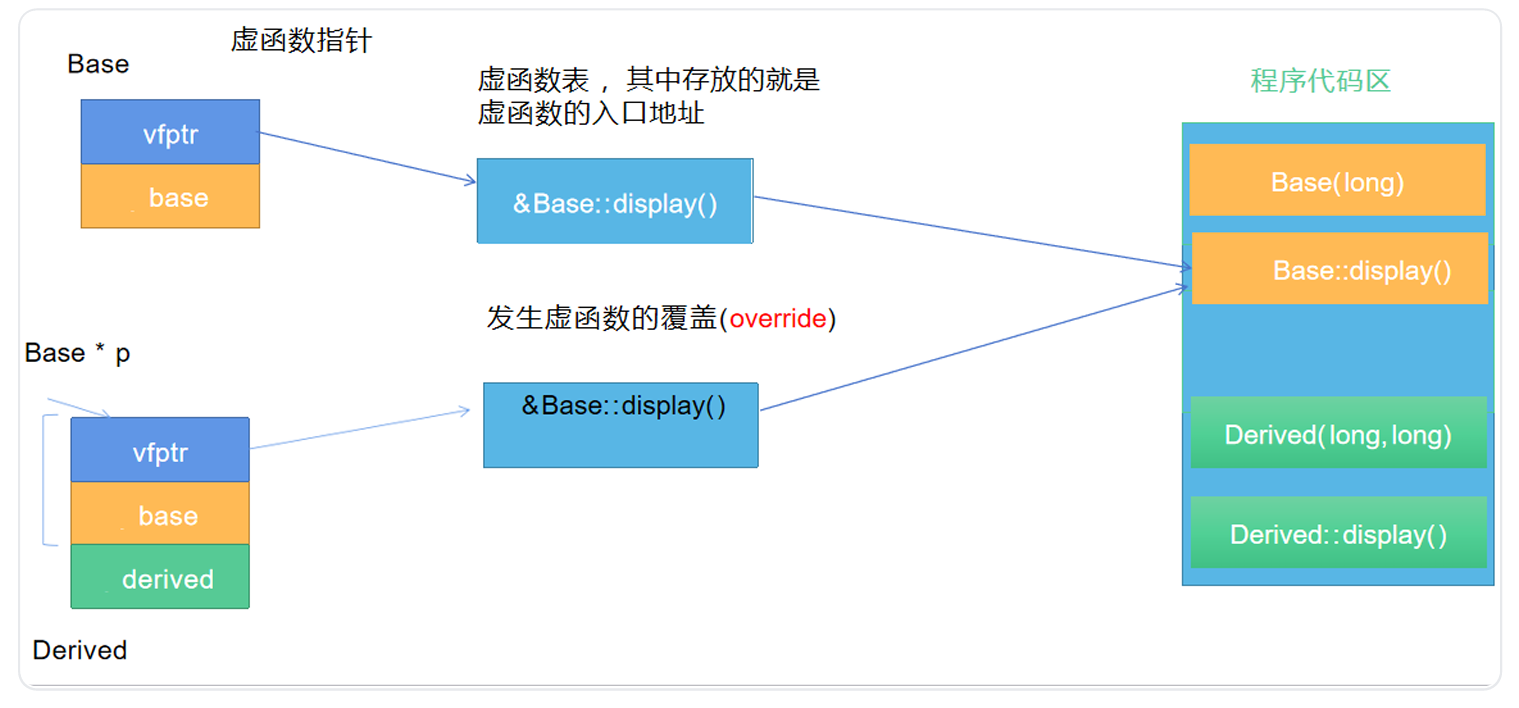 虚函数指针
Base
vfptr
base
虚函数表，其中存放的就是
虚函数的入口地址
&Base::display()
程序代码区
Base(long)
Base::display()
发生虚函数的覆盖(override)
Base * p
vfptr
base
derived
Derived
&Base::display()
Derived(long,long)
Derived::display()